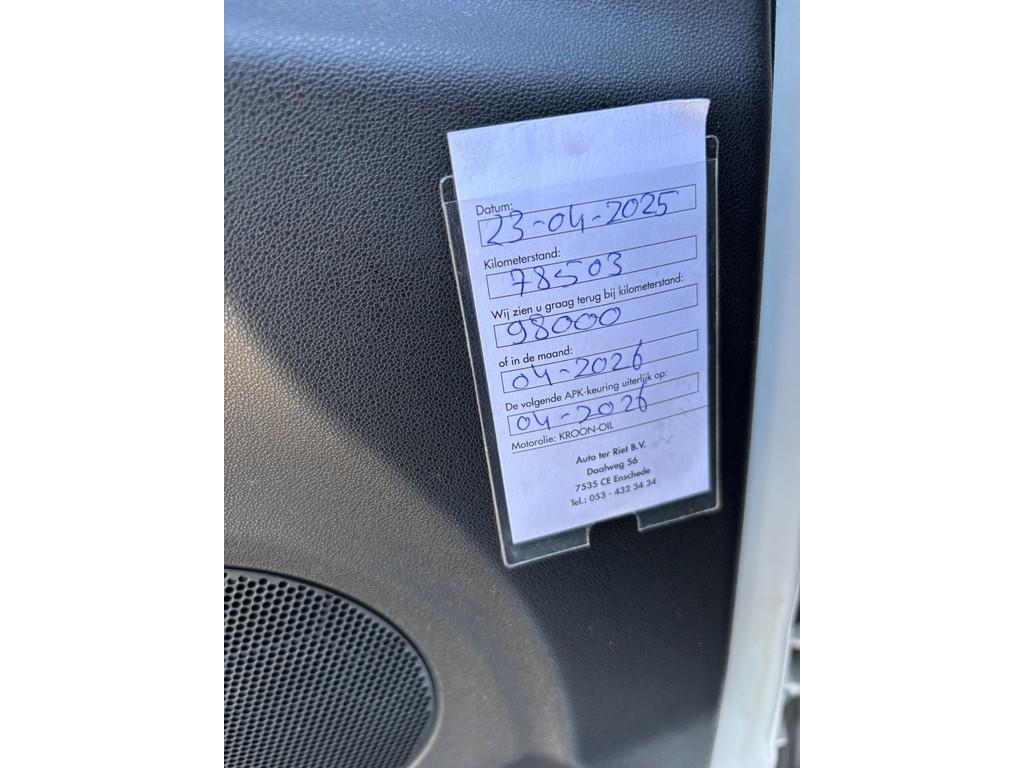 Datum:
23-04-2025
Kilometerstand:
78503
Wij zien u graag terug bij kilometerstand:
98000
of in de maand:
04-2026
De volgende APK-keuring uiterlijk op:
04-2026
Motorolie: KROON-OIL
Auto ter Riet B.V.
Daalweg 56
7535 CE Enschede
Tel.: 053 - 432 34 34